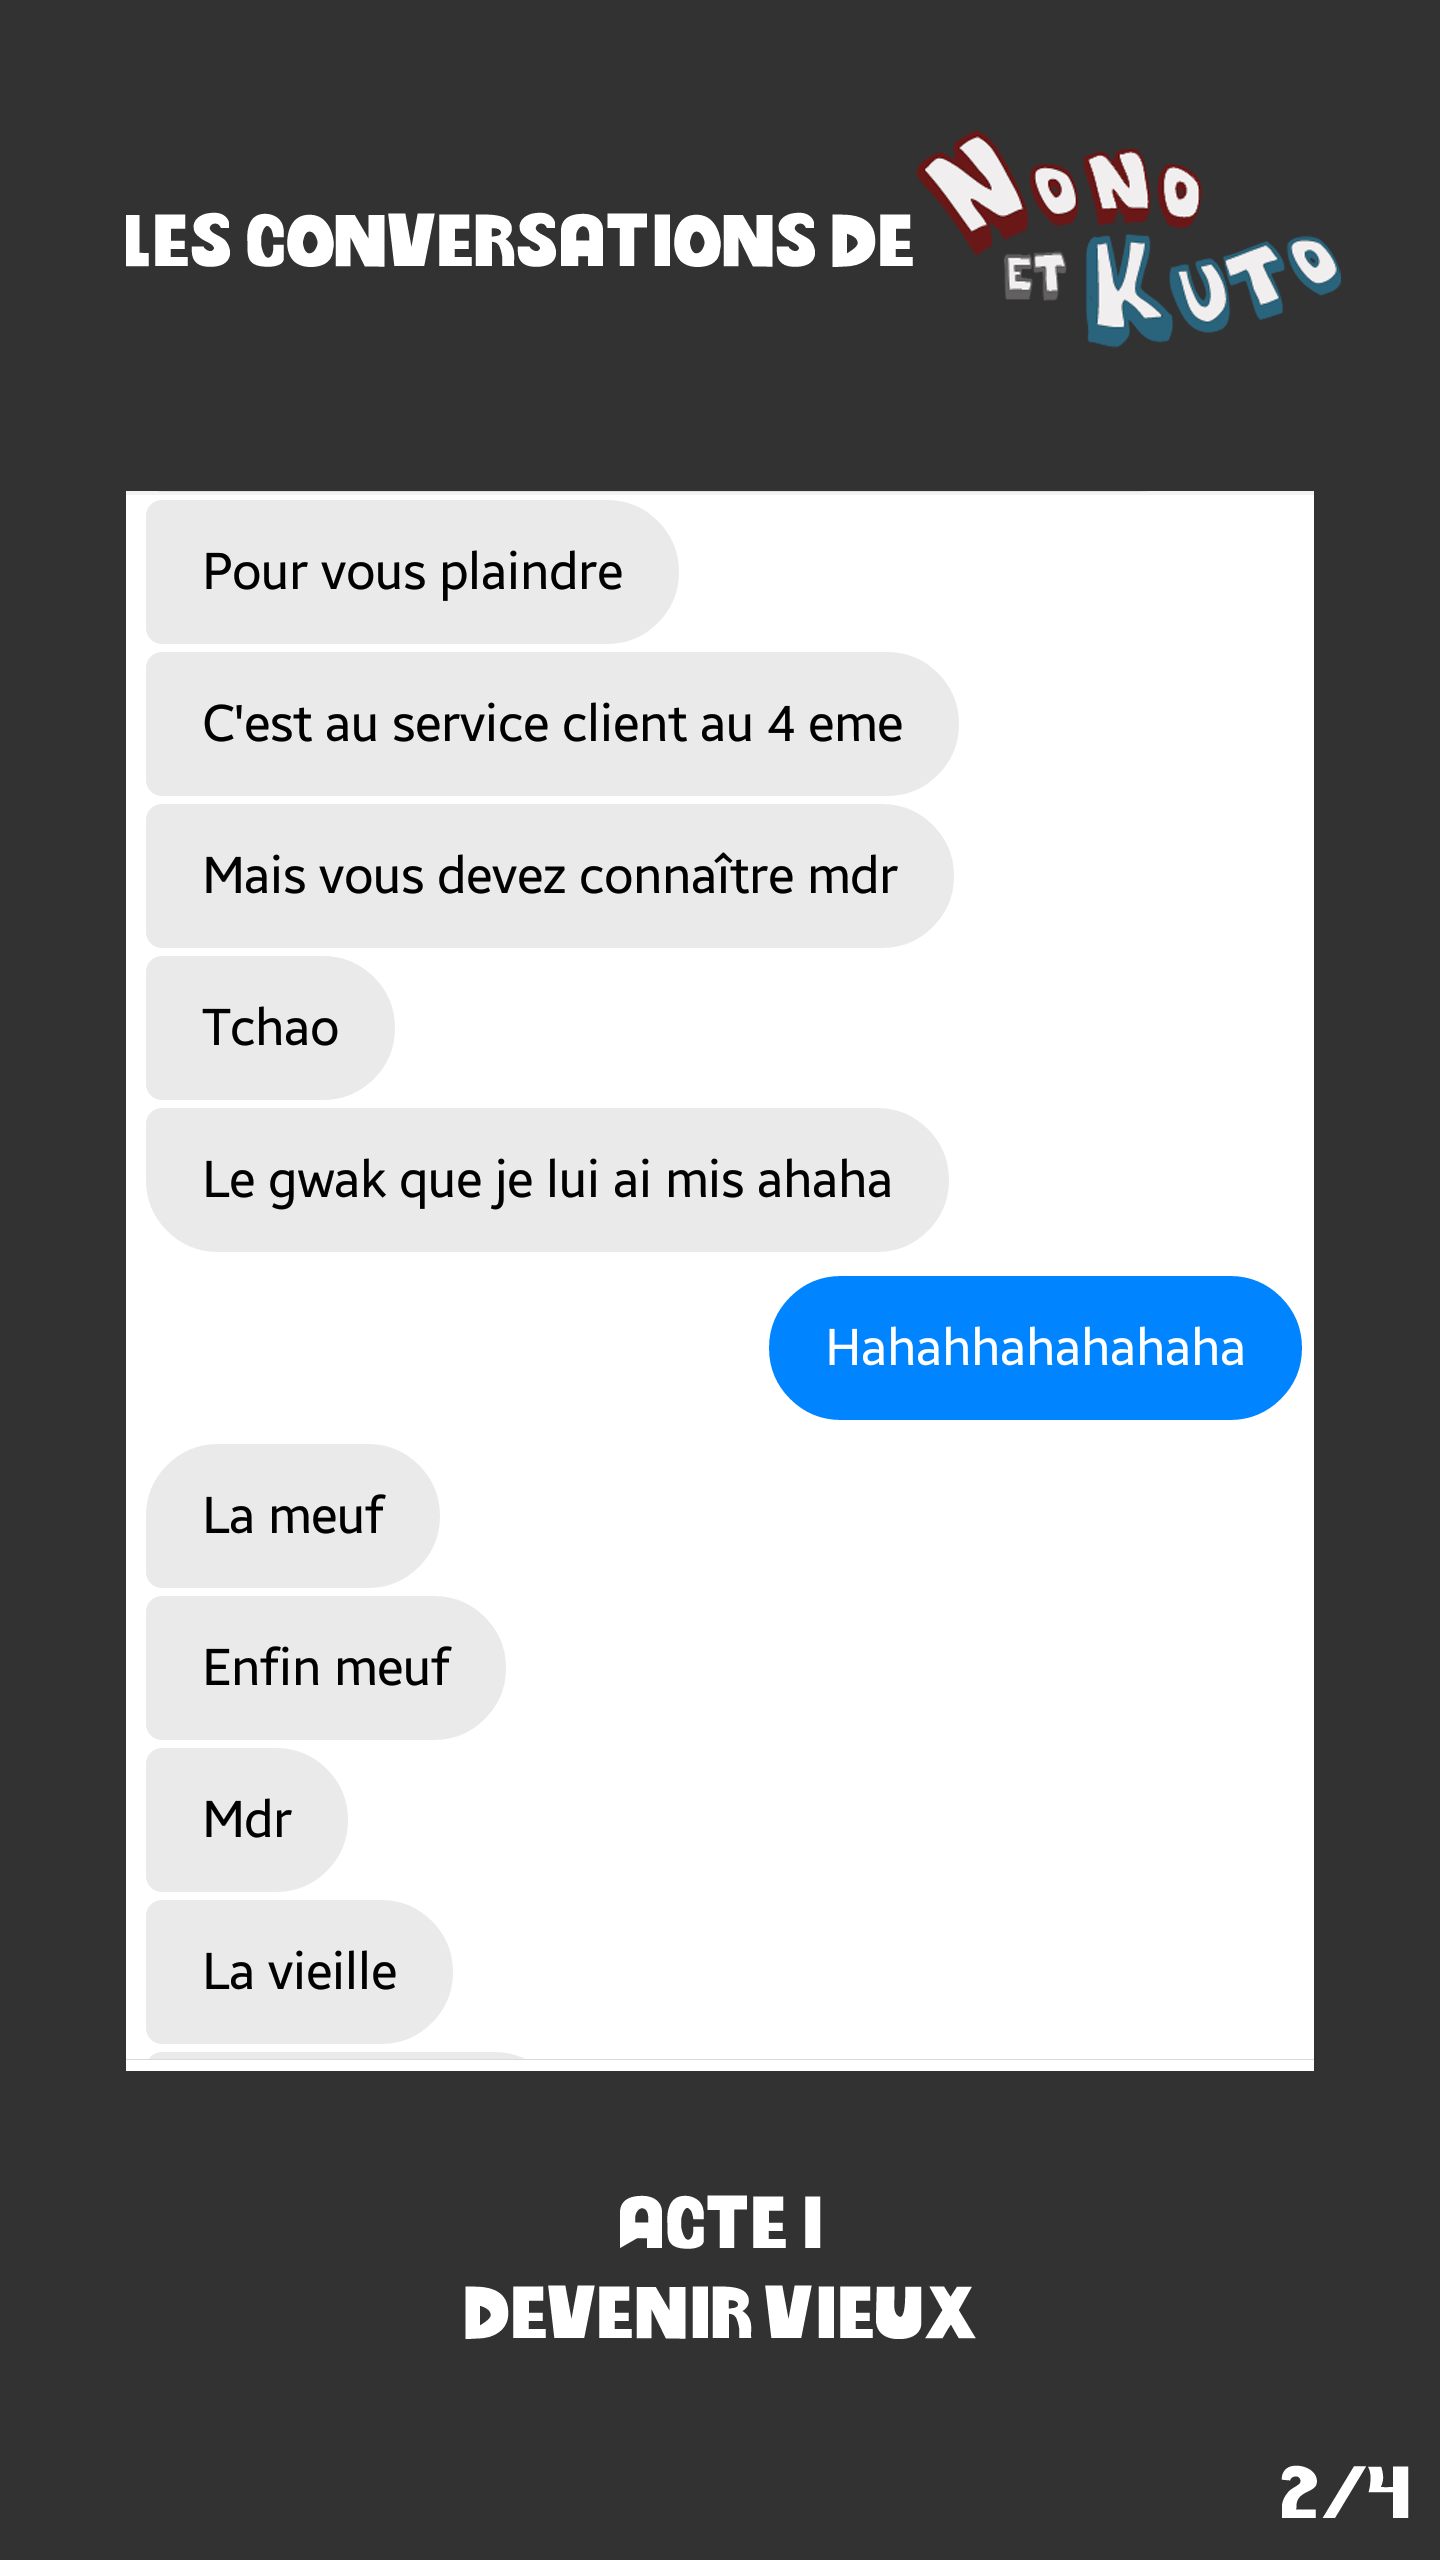 LES CONVERSATIONS DE NONO
ET KUTO
Pour vous plaindre
C'est au service client au 4 eme
Mais vous devez connaître mdr
Tchao
Le gwak que je lui ai mis ahaha
Hahahhahahahaha
La meuf
Enfin meuf
Mdr
La vieille
ACTE I
DEVENIR VIEUX
2/4